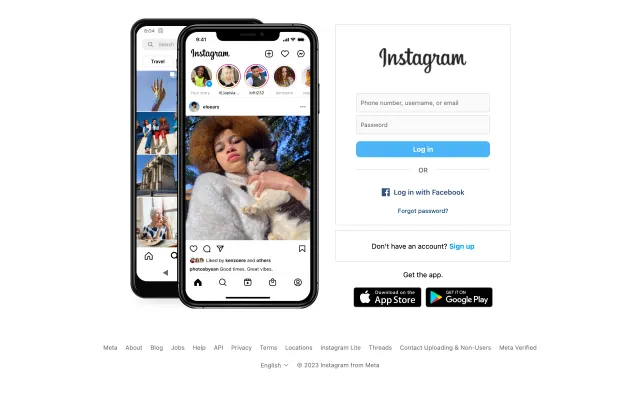 8:04
Search
Travel
9:41
Instagram
Your story
eloears
Liked by kenzoere and others
photosbyean Good times. Great vibes.
Instagram
Phone number, username, or email
Password
Log in
OR
Log in with Facebook
Forgot password?
Don't have an account? Sign up
Get the app.
Download on the
App Store
GET IT ON
Google Play
Meta About Blog Jobs Help API Privacy Terms Locations Instagram Lite Threads Contact Uploading & Non-Users Meta Verified
English
© 2023 Instagram from Meta